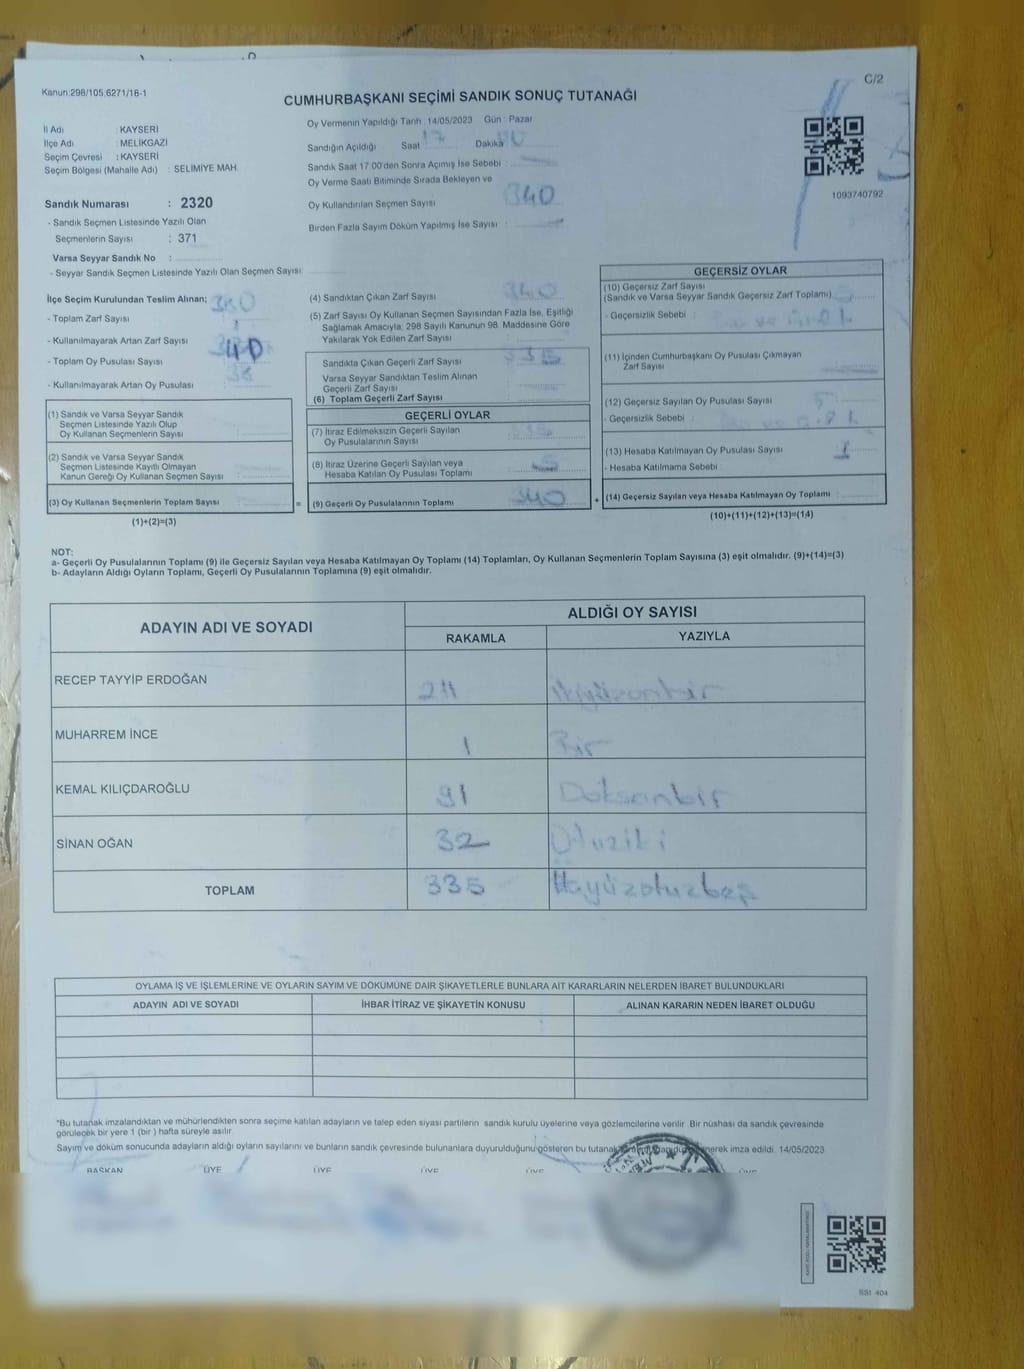 C/2
Kanun:298/105,6271/18-1
CUMHURBAŞKANI SEÇİMİ SANDIK SONUÇ TUTANAĞI
İl Adı : KAYSERİ
İlçe Adı : MELİKGAZİ
Seçim Çevresi : KAYSERİ
Seçim Bölgesi (Mahalle Adı) : SELİMİYE MAH.
Sandık Numarası : 2320
- Sandık Seçmen Listesinde Yazılı Olan
Seçmenlerin Sayısı : 371
Varsa Seyyar Sandık No :
- Seyyar Sandık Seçmen Listesinde Yazılı Olan Seçmen Sayısı:
Oy Vermenin Yapıldığı Tarih : 14/05/2023 Gün : Pazar
Sandığın Açıldığı Saat 17 Dakika
Sandık Saat 17:00'den Sonra Açımış İse Sebebi :
Oy Verme Saati Bitiminde Sırada Bekleyen ve
Oy Kullandırılan Seçmen Sayısı 340
Birden Fazla Sayım Döküm Yapılmış İse Sayısı :
1093740792
İlçe Seçim Kurulundan Teslim Alınan; 380
- Toplam Zarf Sayısı
- Kullanılmayarak Artan Zarf Sayısı 40
- Toplam Oy Pusulası Sayısı
- Kullanılmayarak Artan Oy Pusulası
(1) Sandık ve Varsa Seyyar Sandık
Seçmen Listesinde Yazılı Olup
Oy Kullanan Seçmenlerin Sayısı
(2) Sandık ve Varsa Seyyar Sandık
Seçmen Listesinde Kayıtlı Olmayan
Kanun Gereği Oy Kullanan Seçmen Sayısı
(3) Oy Kullanan Seçmenlerin Toplam Sayısı =
(1)+(2)=(3)
(4) Sandıktan Çıkan Zarf Sayısı 340
(5) Zarf Sayısı Oy Kullanan Seçmen Sayısından Fazla İse, Eşitliği
Sağlamak Amacıyla; 298 Sayılı Kanunun 98. Maddesine Göre
Yakılarak Yok Edilen Zarf Sayısı
Sandıkta Çıkan Geçerli Zarf Sayısı 335
Varsa Seyyar Sandıktan Teslim Alınan
Geçerli Zarf Sayısı
(6) Toplam Geçerli Zarf Sayısı
GEÇERLİ OYLAR
(7) İtiraz Edilmeksizin Geçerli Sayılan
Oy Pusulalarının Sayısı 335
(8) İtiraz Üzerine Geçerli Sayılan veya
Hesaba Katılan Oy Pusulası Toplamı 5
(9) Geçerli Oy Pusulalarının Toplamı 340 +
GEÇERSİZ OYLAR
(10) Geçersiz Zarf Sayısı
(Sandık ve Varsa Seyyar Sandık Geçersiz Zarf Toplamı)
- Geçersizlik Sebebi :
(11) İçinden Cumhurbaşkanı Oy Pusulası Çıkmayan
Zarf Sayısı
(12) Geçersiz Sayılan Oy Pusulası Sayısı 5
- Geçersizlik Sebebi :
(13) Hesaba Katılmayan Oy Pusulası Sayısı 1
- Hesaba Katılmama Sebebi
(14) Geçersiz Sayılan veya Hesaba Katılmayan Oy Toplamı
(10)+(11)+(12)+(13)=(14)
NOT:
a- Geçerli Oy Pusulalarının Toplamı (9) ile Geçersiz Sayılan veya Hesaba Katılmayan Oy Toplamı (14) Toplamları, Oy Kullanan Seçmenlerin Toplam Sayısına (3) eşit olmalıdır. (9)+(14)=(3)
b- Adayların Aldığı Oyların Toplamı, Geçerli Oy Pusulalarının Toplamına (9) eşit olmalıdır.
ADAYIN ADI VE SOYADI
ALDIĞI OY SAYISI
RAKAMLA YAZIYLA
RECEP TAYYİP ERDOĞAN 211 ikiyüzonbir
MUHARREM İNCE 1 Bir
KEMAL KILIÇDAROĞLU 91 Doksanbir
SİNAN OĞAN 32 Otuziki
TOPLAM 335 Üçyüzotuzbeş
OYLAMA İŞ VE İŞLEMLERİNE VE OYLARIN SAYIM VE DÖKÜMÜNE DAİR ŞİKAYETLERLE BUNLARA AİT KARARLARIN NELERDEN İBARET BULUNDUKLARI
ADAYIN ADI VE SOYADI İHBAR İTİRAZ VE ŞİKAYETİN KONUSU ALINAN KARARIN NEDEN İBARET OLDUĞU
*Bu tutanak imzalandıktan ve mühürlendikten sonra seçime katılan adayların ve talep eden siyasi partilerin sandık kurulu üyelerine veya gözlemcilerine verilir. Bir nüshası da sandık çevresinde
görülecek bir yere 1 (bir ) hafta süreyle asılır.
Sayım ve döküm sonucunda adayların aldığı oyların sayılarını ve bunların sandık çevresinde bulunanlara duyurulduğunu gösteren bu tutanak imza edildi. 14/05/2023
BAŞKAN ÜYE ÜYE ÜYE ÜYE ÜYE
SSI 404